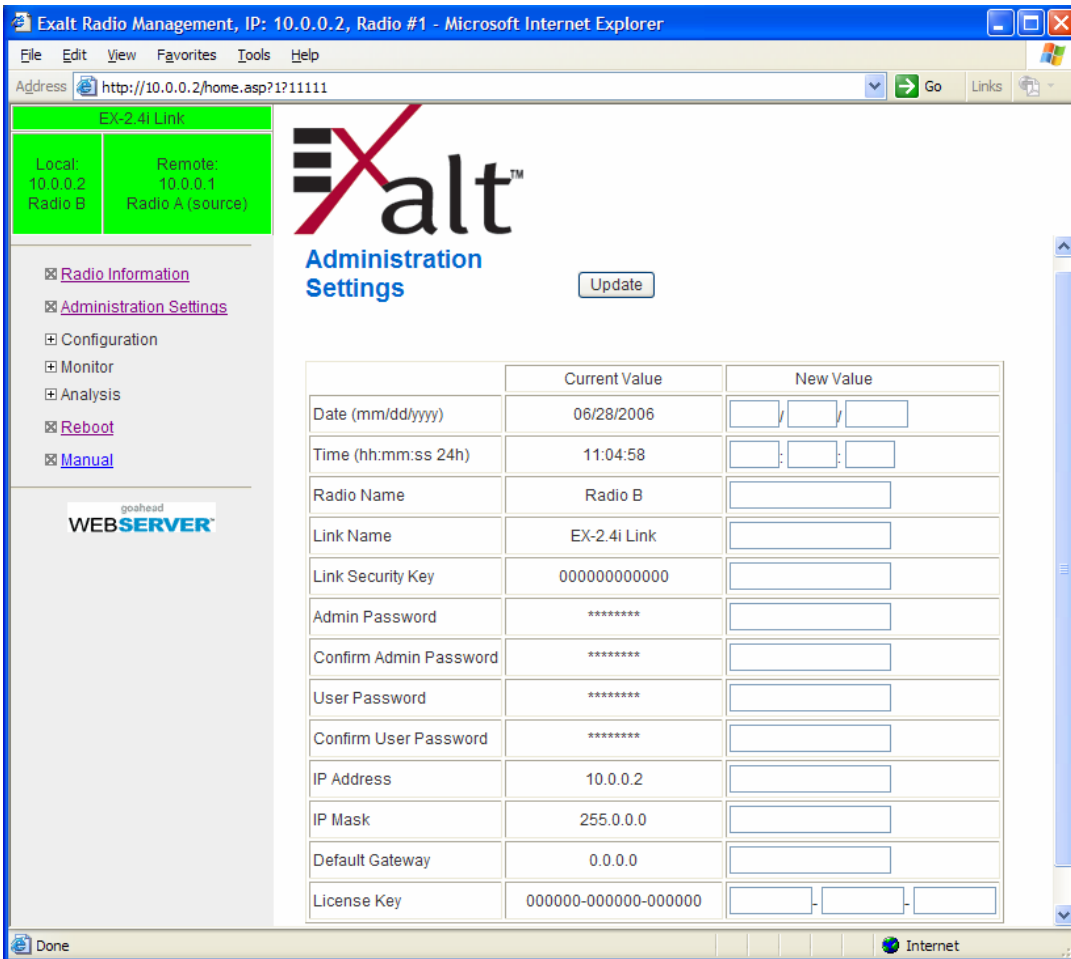 Exalt Radio Management, IP: 10.0.0.2, Radio #1 - Microsoft Internet Explorer
File Edit View Favorites Tools Help
Address http://10.0.0.2/home.asp?1?11111 Go Links
EX-2.4i Link
Local:
10.0.0.2
Radio B
Remote:
10.0.0.1
Radio A (source)
Radio Information
Administration Settings
Configuration
Monitor
Analysis
Reboot
Manual
goahead
WEBSERVER
Exalt™
Administration
Settings
Update
Current Value New Value
Date (mm/dd/yyyy) 06/28/2006 / /
Time (hh:mm:ss 24h) 11:04:58 : :
Radio Name Radio B
Link Name EX-2.4i Link
Link Security Key 000000000000
Admin Password ********
Confirm Admin Password ********
User Password ********
Confirm User Password ********
IP Address 10.0.0.2
IP Mask 255.0.0.0
Default Gateway 0.0.0.0
License Key 000000-000000-000000 - -
Done Internet